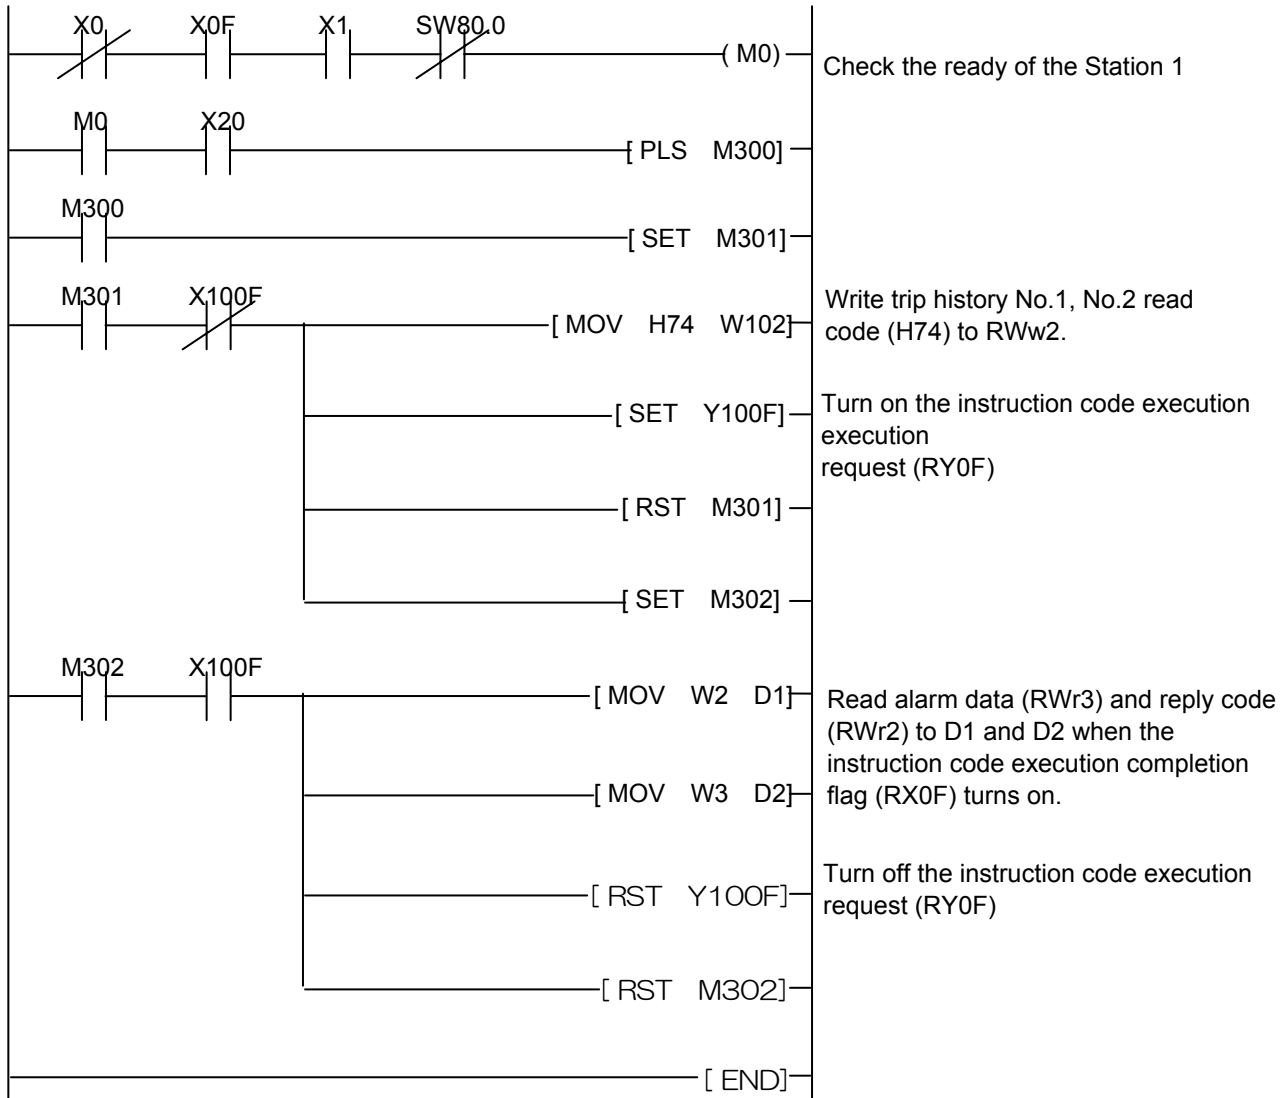 X0 X0F X1 SW80.0
( M0)
Check the ready of the Station 1
M0 X20
[ PLS M300]
M300
[ SET M301]
M301 X100F
[ MOV H74 W102]
Write trip history No.1, No.2 read
code (H74) to RWw2.
[ SET Y100F]
Turn on the instruction code execution
execution
request (RY0F)
[ RST M301]
[ SET M302]
M302 X100F
[ MOV W2 D1]
Read alarm data (RWr3) and reply code
(RWr2) to D1 and D2 when the
instruction code execution completion
flag (RX0F) turns on.
[ MOV W3 D2]
[ RST Y100F]
Turn off the instruction code execution
request (RY0F)
[ RST M302]
[ END]